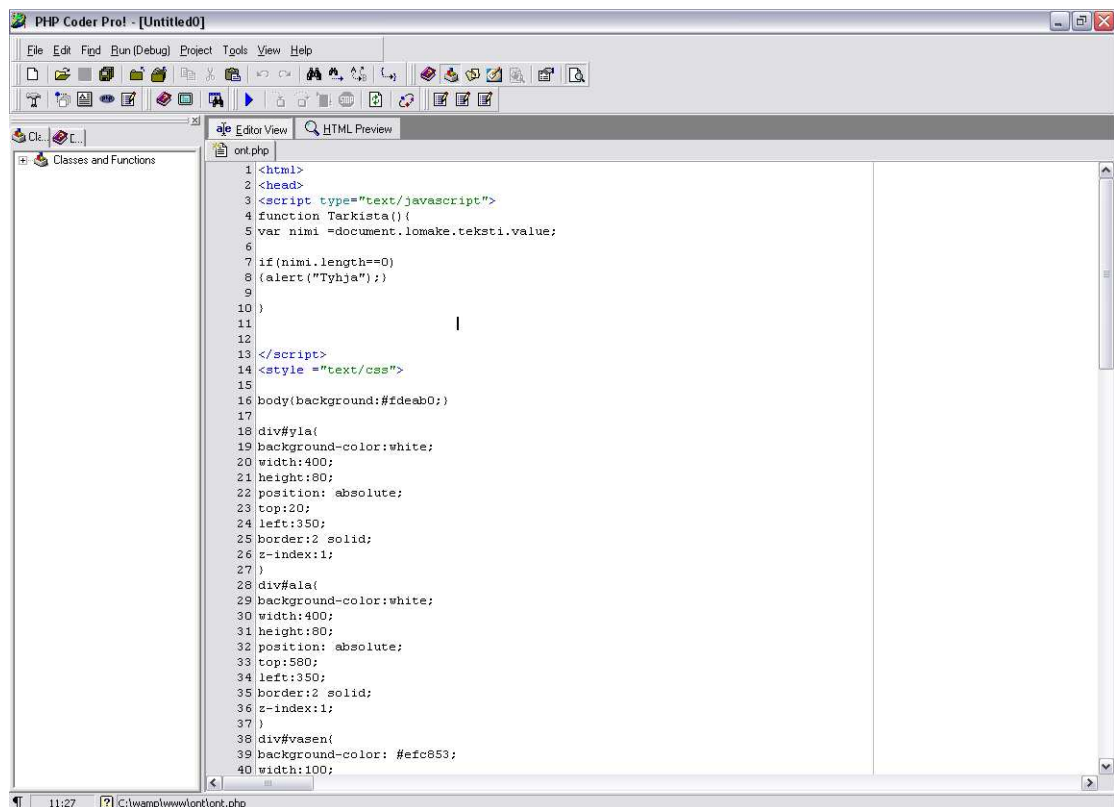 PHP Coder Pro! - [Untitled0]
File Edit Find Run (Debug) Project Tools View Help
Cla.. [...]
Editor View HTML Preview
Classes and Functions
ont.php
1 <html>
2 <head>
3 <script type="text/javascript">
4 function Tarkista(){
5 var nimi =document.lomake.teksti.value;
6
7 if(nimi.length==0)
8 {alert("Tyhja");}
9
10 }
11
12
13 </script>
14 <style ="text/css">
15
16 body{background:#fdeab0;}
17
18 div#yla{
19 background-color:white;
20 width:400;
21 height:80;
22 position: absolute;
23 top:20;
24 left:350;
25 border:2 solid;
26 z-index:1;
27 }
28 div#ala{
29 background-color:white;
30 width:400;
31 height:80;
32 position: absolute;
33 top:580;
34 left:350;
35 border:2 solid;
36 z-index:1;
37 }
38 div#vasen{
39 background-color: #efc853;
40 width:100;
11:27 C:\wamp\www\ont\ont.php